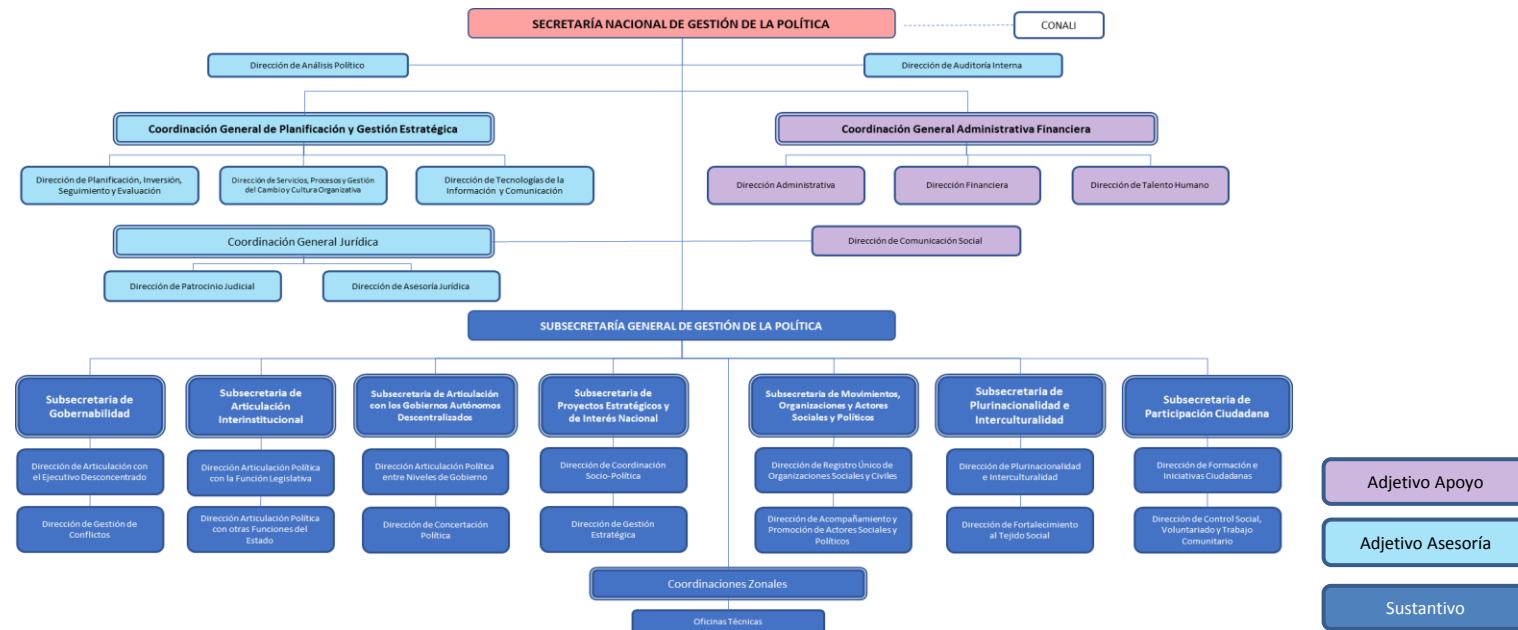 SECRETARÍA NACIONAL DE GESTIÓN DE LA POLÍTICA
CONALI
Dirección de Análisis Político
Dirección de Auditoría Interna
Coordinación General de Planificación y Gestión Estratégica
Coordinación General Administrativa Financiera
Dirección de Planificación, Inversión,
Seguimiento y Evaluación
Dirección de Servicios, Procesos y Gestión
del Cambio y Cultura Organizativa
Dirección de Tecnologías de la
Información y Comunicación
Dirección Administrativa
Dirección Financiera
Dirección de Talento Humano
Coordinación General Jurídica
Dirección de Comunicación Social
Dirección de Patrocinio Judicial
Dirección de Asesoría Jurídica
SUBSECRETARÍA GENERAL DE GESTIÓN DE LA POLÍTICA
Subsecretaria de
Gobernabilidad
Subsecretaria de
Articulación
Interinstitucional
Subsecretaria de Articulación
con los Gobiernos Autónomos
Descentralizados
Subsecretaria de
Proyectos Estratégicos y
de Interés Nacional
Subsecretaria de Movimientos,
Organizaciones y Actores
Sociales y Políticos
Subsecretaria de
Plurinacionalidad e
Interculturalidad
Subsecretaria de
Participación Ciudadana
Dirección de Articulación con
el Ejecutivo Desconcentrado
Dirección Articulación Política
con la Función Legislativa
Dirección Articulación Política
entre Niveles de Gobierno
Dirección de Coordinación
Socio-Política
Dirección de Registro Único de
Organizaciones Sociales y Civiles
Dirección de Plurinacionalidad
e Interculturalidad
Dirección de Formación e
Iniciativas Ciudadanas
Dirección de Gestión de
Conflictos
Dirección Articulación Política
con otras Funciones del
Estado
Dirección de Concertación
Política
Dirección de Gestión
Estratégica
Dirección de Acompañamiento y
Promoción de Actores Sociales y
Políticos
Dirección de Fortalecimiento
al Tejido Social
Dirección de Control Social,
Voluntariado y Trabajo
Comunitario
Coordinaciones Zonales
Oficinas Técnicas
Adjetivo Apoyo
Adjetivo Asesoría
Sustantivo